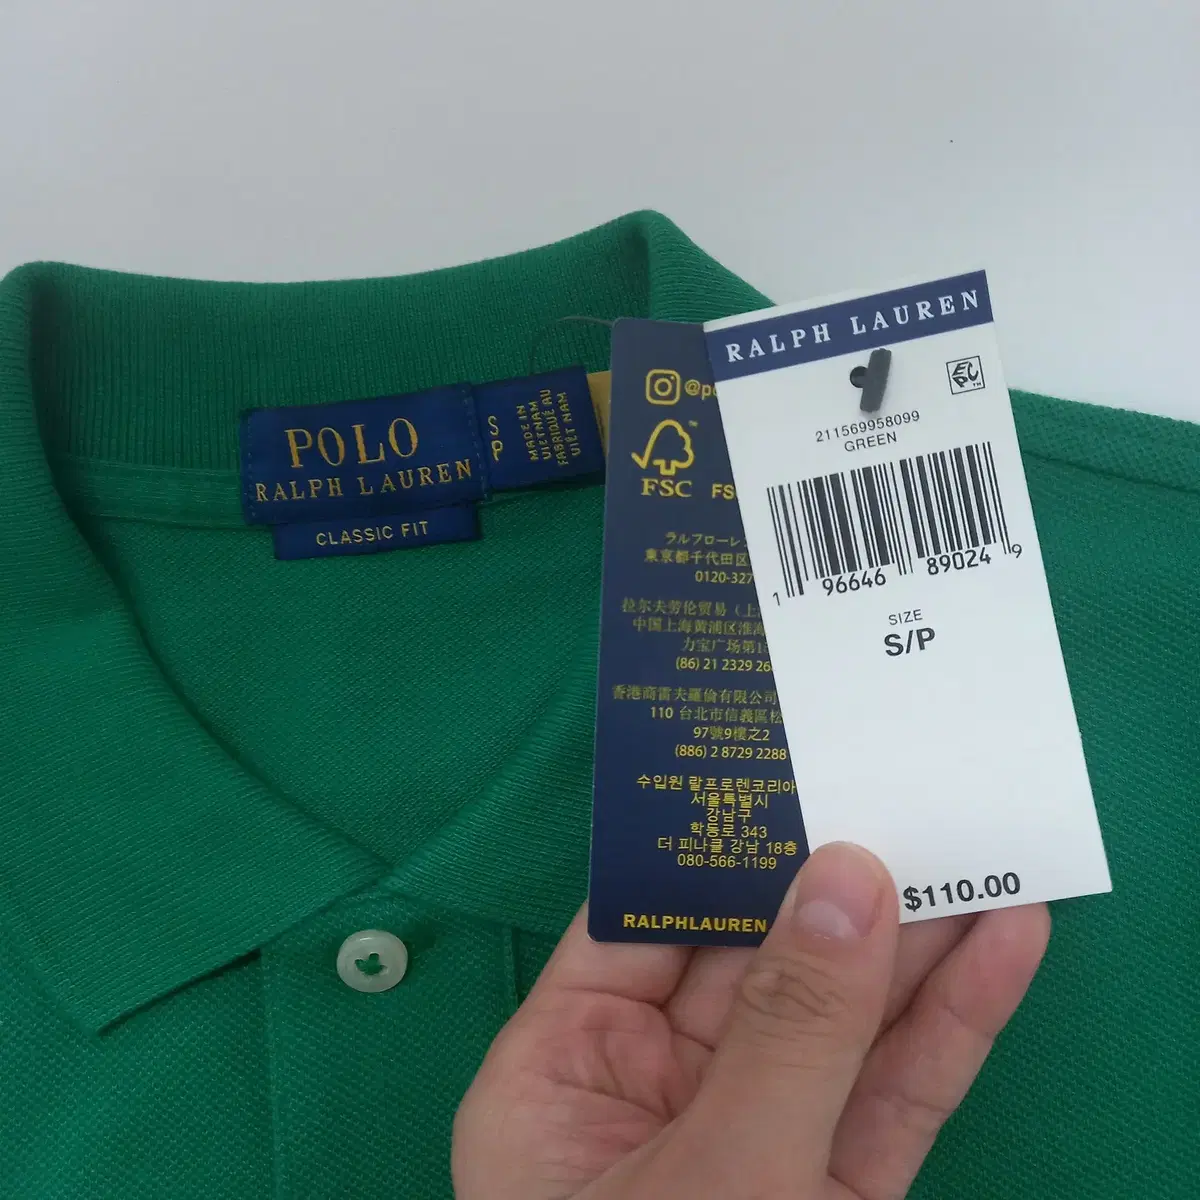 POLO
RALPH LAUREN
CLASSIC FIT
S
P
MADE IN
VIETNAM
FABRIQUÉ AU
VIET NAM
FSC
ラルフローレ
東京都千代田区
0120-327
拉尔夫劳伦贸易（上
中国上海黄浦区淮海
力宝广场第1
(86) 21 2329 26
香港商雷夫羅倫有限公司
110 台北市信義區松
97號9樓之2
(886) 2 8729 2288
수입원 랄프로렌코리아
서울특별시
강남구
학동로 343
더 피나클 강남 18층
080-566-1199
RALPHLAUREN
RALPH LAUREN
EPC
211569958099
GREEN
1 96646 89024 9
SIZE
S/P
$110.00